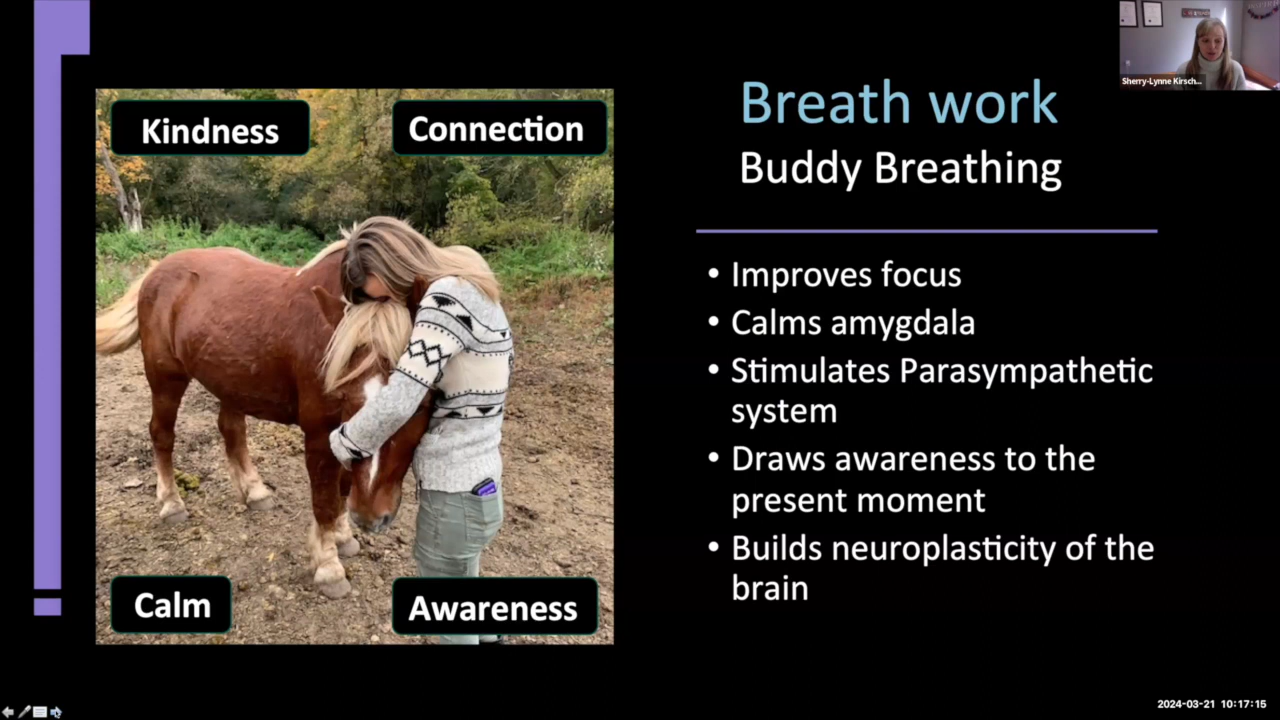 Kindness
Connection
Calm
Awareness
Breath work
Buddy Breathing
• Improves focus
• Calms amygdala
• Stimulates Parasympathetic
system
• Draws awareness to the
present moment
• Builds neuroplasticity of the
brain
Sherry-Lynne Kirsch...
2024-03-21 10:17:15